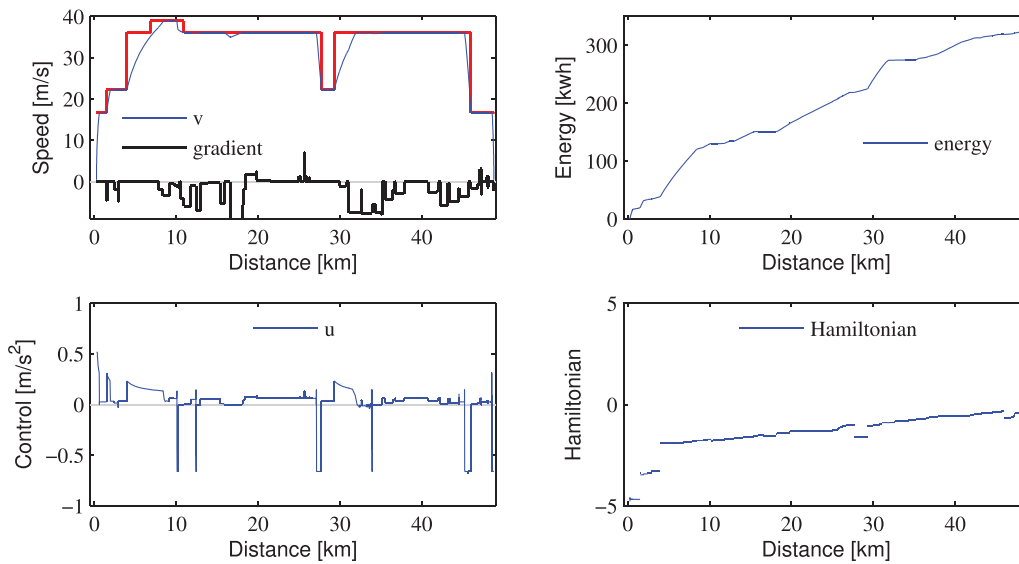 40
30
20
10
0
Speed [m/s]
v
gradient
0 10 20 30 40
Distance [km]
300
200
100
0
Energy [kwh]
energy
0 10 20 30 40
Distance [km]
1
0.5
0
−0.5
−1
Control [m/s²]
u
0 10 20 30 40
Distance [km]
5
0
−5
Hamiltonian
Hamiltonian
0 10 20 30 40
Distance [km]